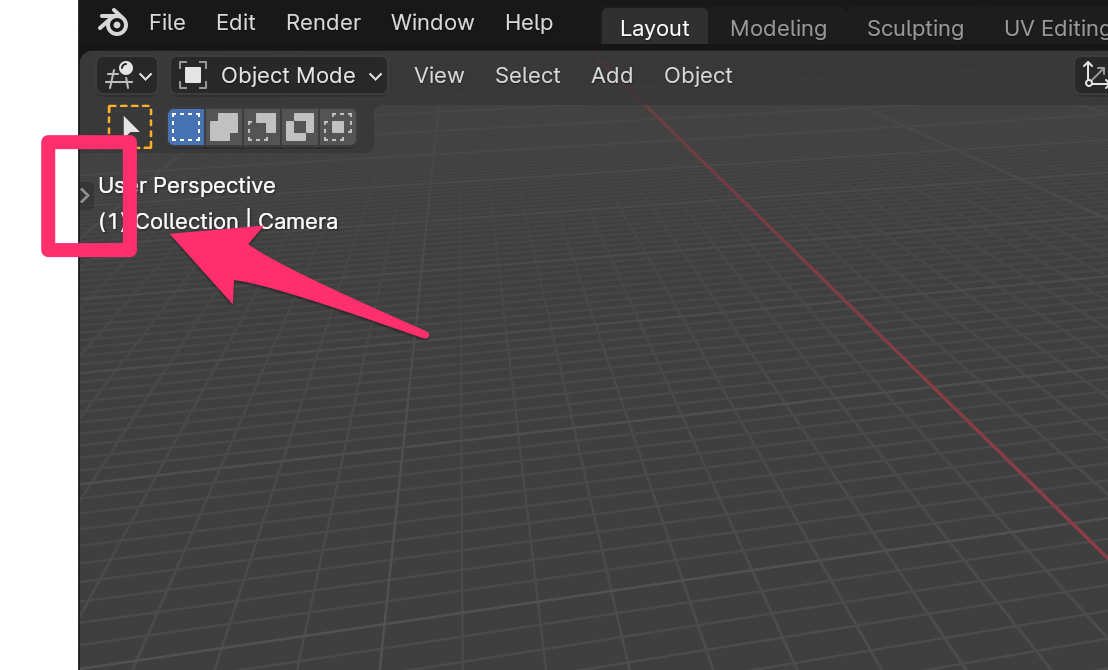 File Edit Render Window Help Layout Modeling Sculpting UV Editing
Object Mode View Select Add Object
User Perspective
(1) Collection | Camera